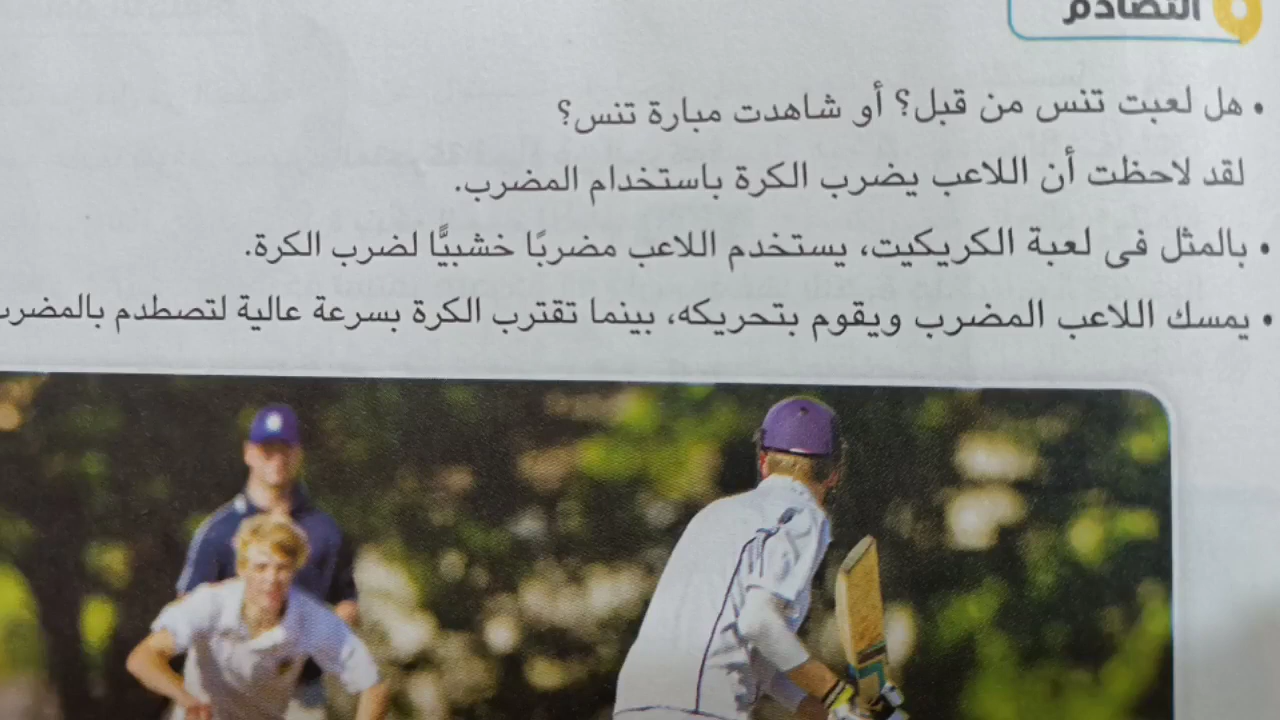 التصادم
• هل لعبت تنس من قبل؟ أو شاهدت مبارة تنس؟
لقد لاحظت أن اللاعب يضرب الكرة باستخدام المضرب.
• بالمثل فى لعبة الكريكيت، يستخدم اللاعب مضربًا خشبيًّا لضرب الكرة.
• يمسك اللاعب المضرب ويقوم بتحريكه، بينما تقترب الكرة بسرعة عالية لتصطدم بالمضرب